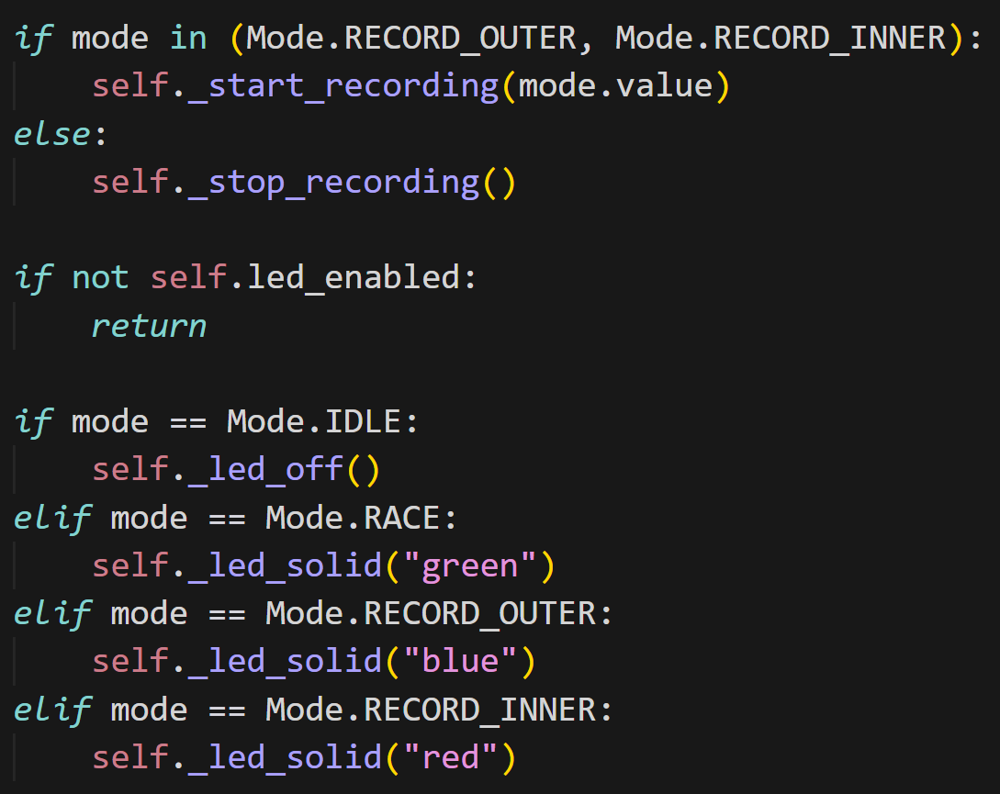 if mode in (Mode.RECORD_OUTER, Mode.RECORD_INNER):
    self._start_recording(mode.value)
else:
    self._stop_recording()

if not self.led_enabled:
    return

if mode == Mode.IDLE:
    self._led_off()
elif mode == Mode.RACE:
    self._led_solid("green")
elif mode == Mode.RECORD_OUTER:
    self._led_solid("blue")
elif mode == Mode.RECORD_INNER:
    self._led_solid("red")